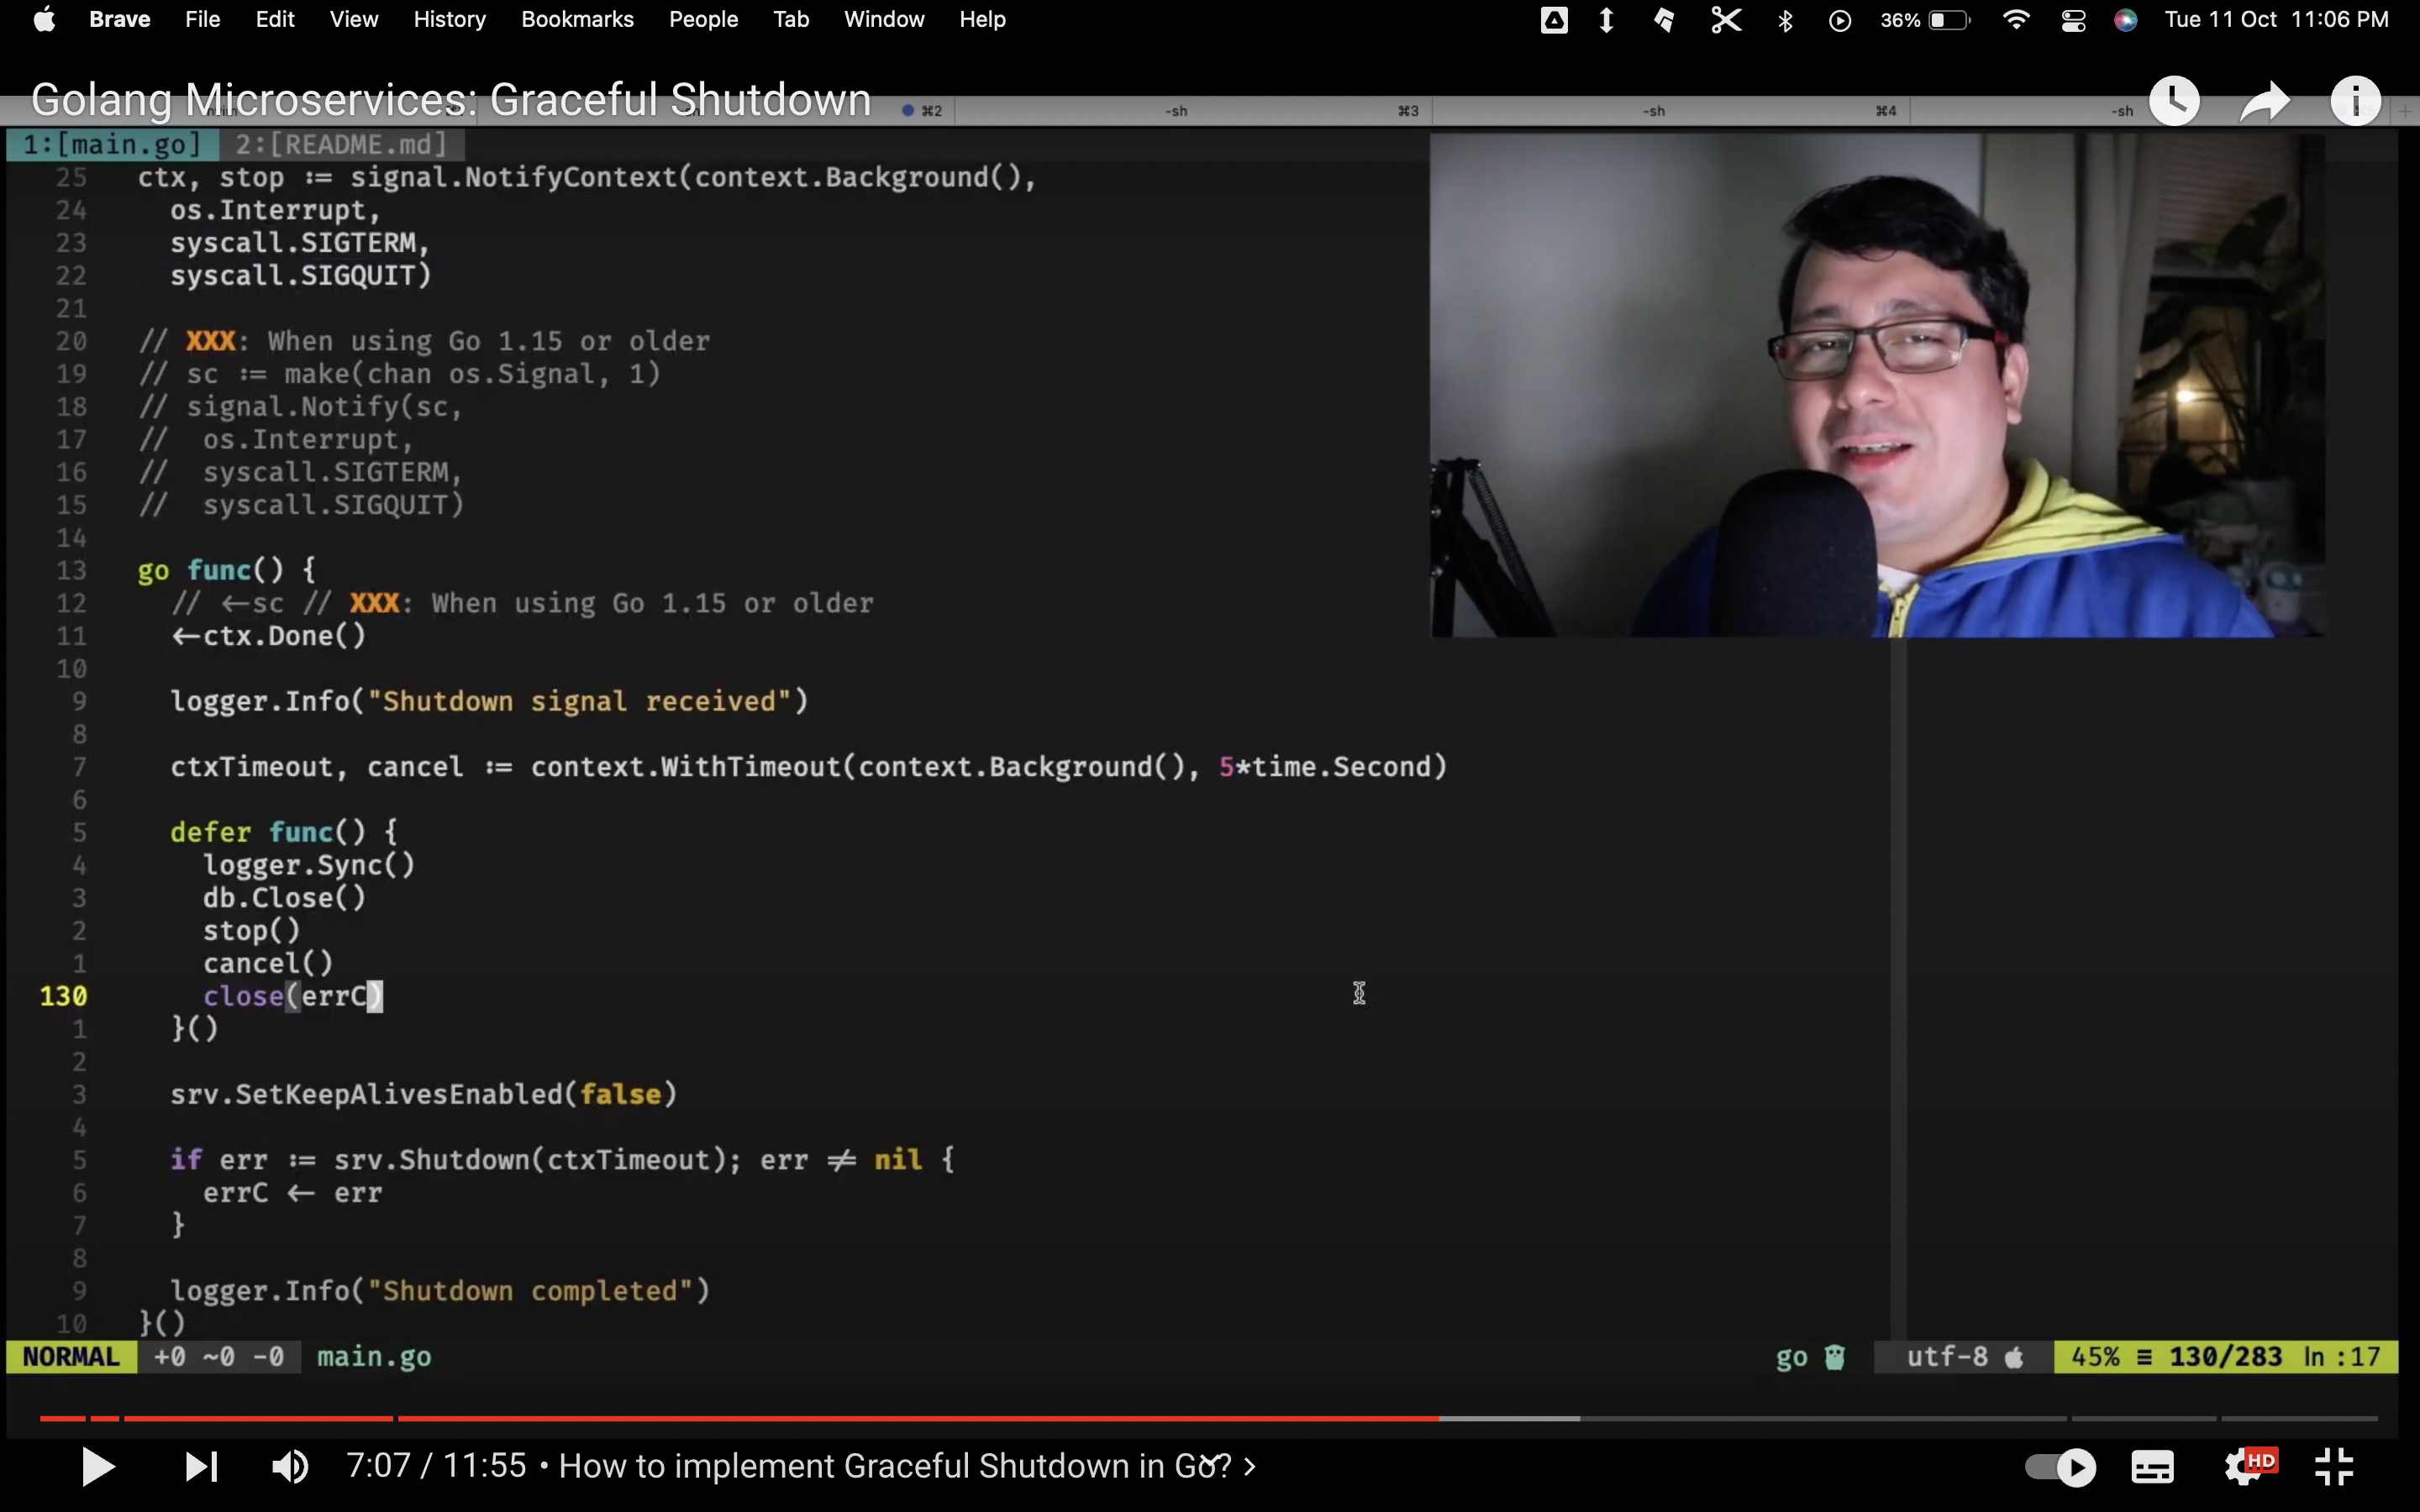 Brave File Edit View History Bookmarks People Tab Window Help 36% Tue 11 Oct 11:06 PM
Golang Microservices: Graceful Shutdown
⌘2 -sh ⌘3 -sh ⌘4 -sh
1:[main.go] 2:[README.md]
25 ctx, stop := signal.NotifyContext(context.Background(),
24 os.Interrupt,
23 syscall.SIGTERM,
22 syscall.SIGQUIT)
21
20 // XXX: When using Go 1.15 or older
19 // sc := make(chan os.Signal, 1)
18 // signal.Notify(sc,
17 // os.Interrupt,
16 // syscall.SIGTERM,
15 // syscall.SIGQUIT)
14
13 go func() {
12 // ←sc // XXX: When using Go 1.15 or older
11 ←ctx.Done()
10
9 logger.Info("Shutdown signal received")
8
7 ctxTimeout, cancel := context.WithTimeout(context.Background(), 5*time.Second)
6
5 defer func() {
4 logger.Sync()
3 db.Close()
2 stop()
1 cancel()
130 close(errC)
1 }()
2
3 srv.SetKeepAlivesEnabled(false)
4
5 if err := srv.Shutdown(ctxTimeout); err ≠ nil {
6 errC ← err
7 }
8
9 logger.Info("Shutdown completed")
10 }()
NORMAL +0 ~0 -0 main.go go utf-8 45% ≡ 130/283 ln :17
7:07 / 11:55 • How to implement Graceful Shutdown in Go? >
HD